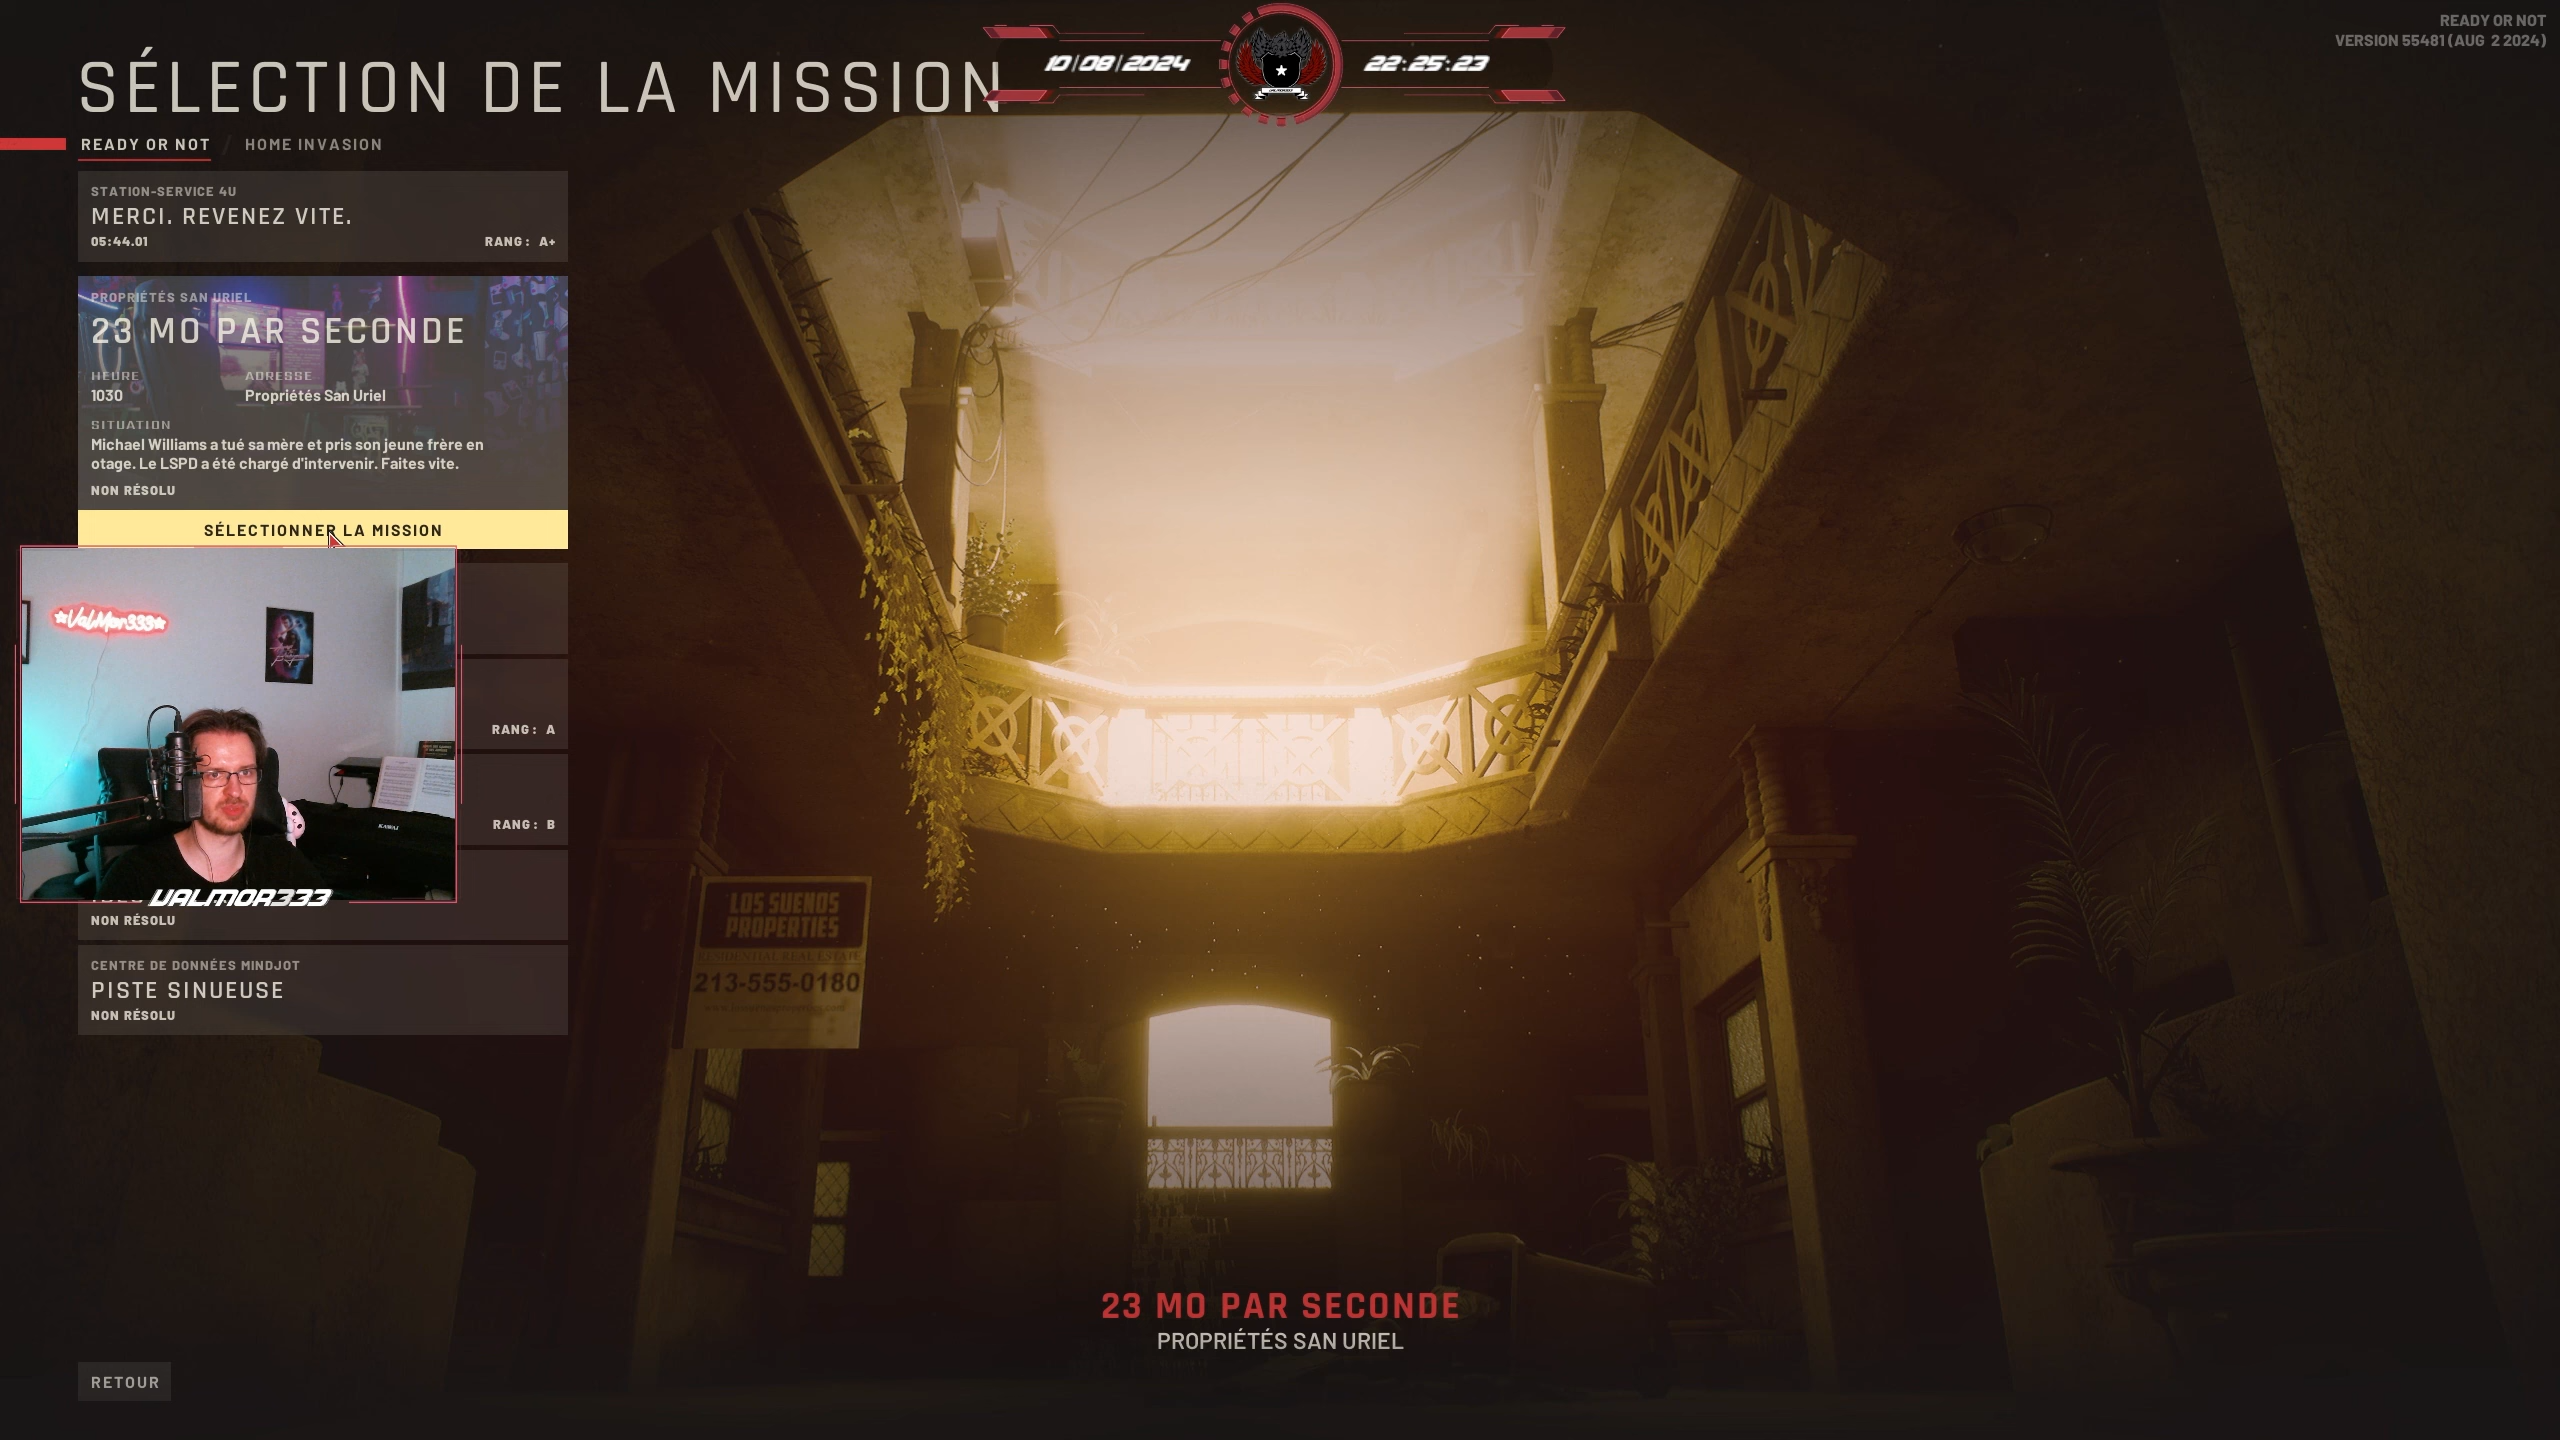 READY OR NOT
VERSION 55481 (AUG 2 2024)
10|08|2024
22:25:23
SÉLECTION DE LA MISSION
READY OR NOT / HOME INVASION
STATION-SERVICE 4U
MERCI. REVENEZ VITE.
05:44.01
RANG: A+
PROPRIÉTÉS SAN URIEL
23 MO PAR SECONDE
HEURE
ADRESSE
1030
Propriétés San Uriel
SITUATION
Michael Williams a tué sa mère et pris son jeune frère en
otage. Le LSPD a été chargé d'intervenir. Faites vite.
NON RÉSOLU
SÉLECTIONNER LA MISSION
★ValMor333★
RANG: A
RANG: B
KAWAI
VALMOR333
NON RÉSOLU
CENTRE DE DONNÉES MINDJOT
PISTE SINUEUSE
NON RÉSOLU
LOS SUENOS
PROPERTIES
RESIDENTIAL REAL ESTATE
213-555-0180
23 MO PAR SECONDE
PROPRIÉTÉS SAN URIEL
RETOUR